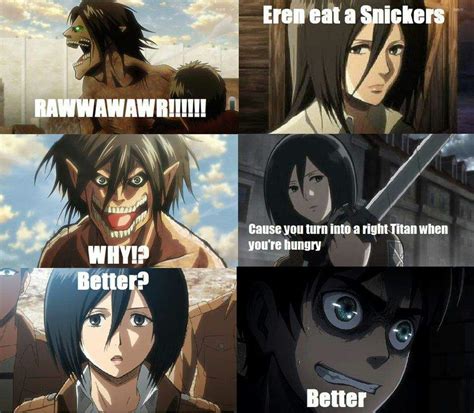 Eren eat a Snickers
RAWWAWAWR!!!!!!
WHY!?
Cause you turn into a right Titan when
you're hungry
Better?
Better